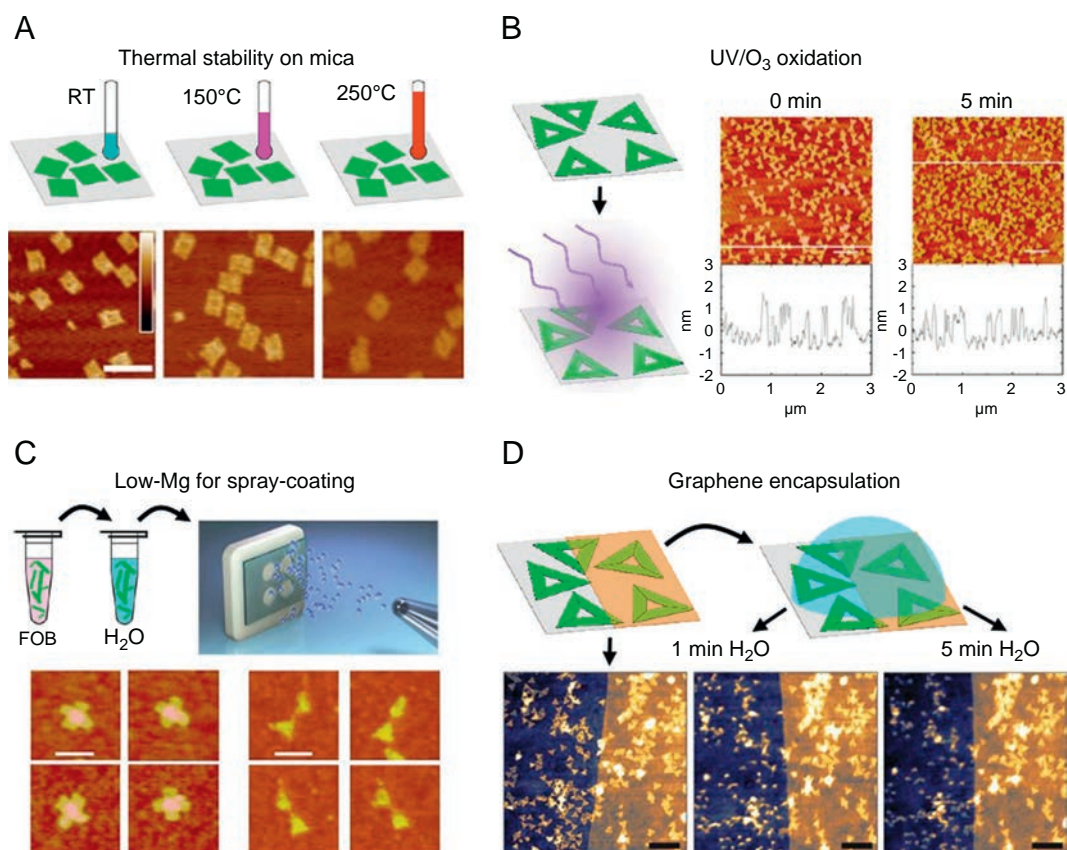 A
Thermal stability on mica
RT
150°C
250°C
B
UV/O₃ oxidation
0 min
5 min
3
2
1
0
-1
-2
nm
0
1
2
3
µm
3
2
1
0
-1
-2
nm
0
1
2
3
µm
C
Low-Mg for spray-coating
FOB
H₂O
D
Graphene encapsulation
1 min H₂O
5 min H₂O